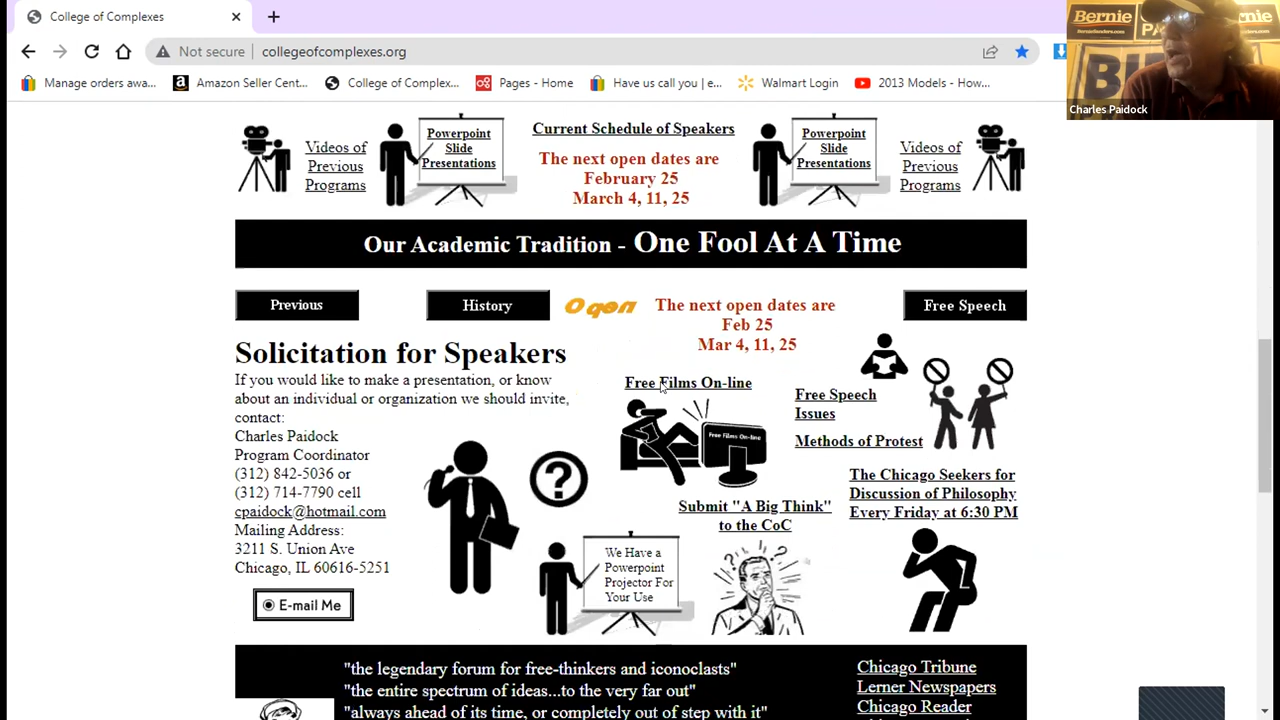 College of Complexes
Not secure
collegeofcomplexes.org
Manage orders awa...
Amazon Seller Cent...
College of Complex...
Pages - Home
Have us call you | e...
Walmart Login
2013 Models - How...
Bernie
Charles Paidock
Videos of
Previous
Programs
Powerpoint
Slide
Presentations
Current Schedule of Speakers
The next open dates are
February 25
March 4, 11, 25
Powerpoint
Slide
Presentations
Videos of
Previous
Programs
Our Academic Tradition - One Fool At A Time
Previous
History
Open
The next open dates are
Feb 25
Mar 4, 11, 25
Free Speech
Solicitation for Speakers
If you would like to make a presentation, or know
about an individual or organization we should invite,
contact:
Charles Paidock
Program Coordinator
(312) 842-5036 or
(312) 714-7790 cell
cpaidock@hotmail.com
Mailing Address:
3211 S. Union Ave
Chicago, IL 60616-5251
E-mail Me
?
We Have a
Powerpoint
Projector For
Your Use
Free Films On-line
Free Films On-line
Submit "A Big Think"
to the CoC
Free Speech
Issues
Methods of Protest
The Chicago Seekers for
Discussion of Philosophy
Every Friday at 6:30 PM
"the legendary forum for free-thinkers and iconoclasts"
"the entire spectrum of ideas...to the very far out"
"always ahead of its time, or completely out of step with it"
Chicago Tribune
Lerner Newspapers
Chicago Reader